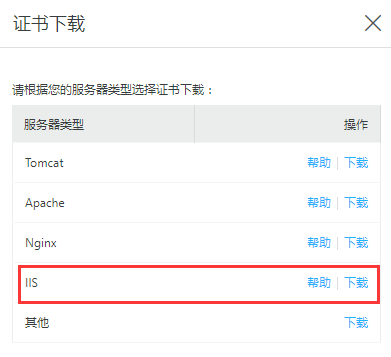 证书下载
请根据您的服务器类型选择证书下载：
服务器类型 操作
Tomcat 帮助 | 下载
Apache 帮助 | 下载
Nginx 帮助 | 下载
IIS 帮助 | 下载
其他 下载